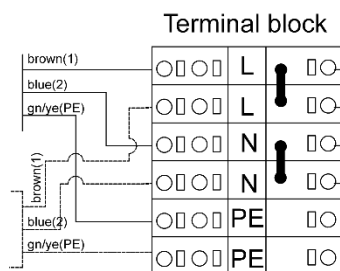 Terminal block
brown(1)
blue(2)
gn/ye(PE)
brown(1)
blue(2)
gn/ye(PE)
L
L
N
N
PE
PE